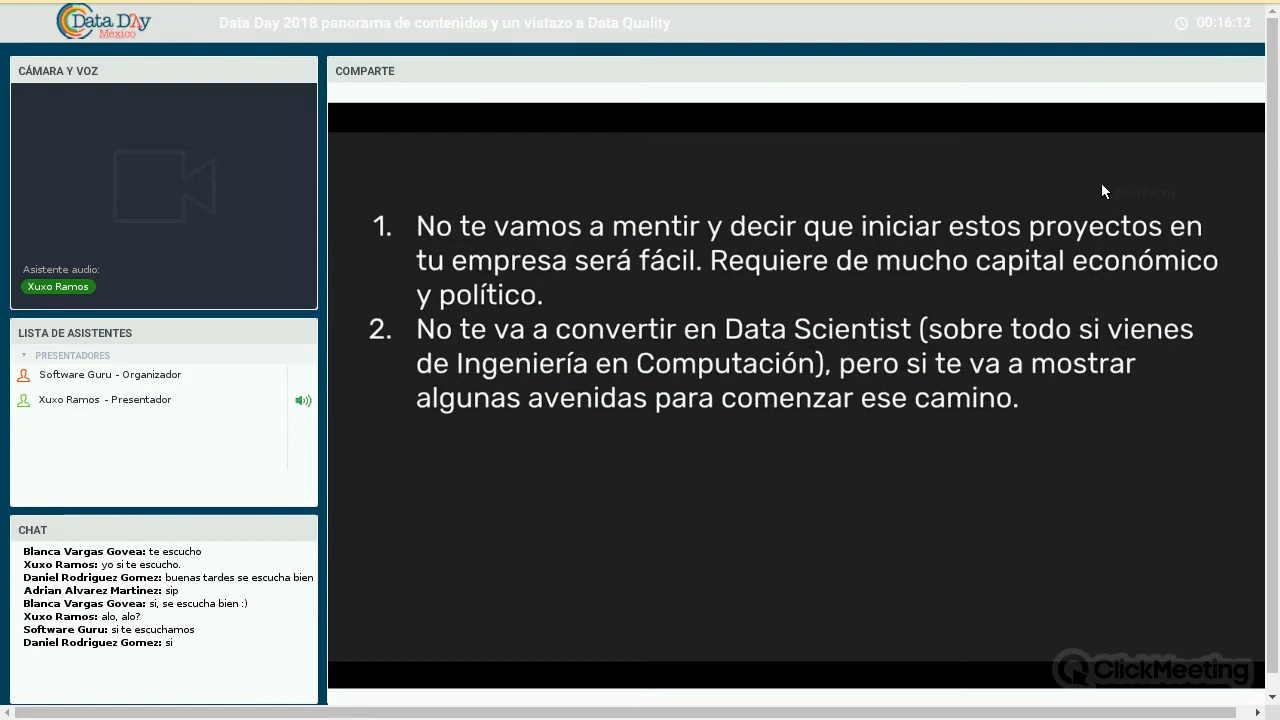 Data Day
México
Data Day 2018 panorama de contenidos y un vistazo a Data Quality
00:16:12
CÁMARA Y VOZ
Asistente audio:
Xuxo Ramos
LISTA DE ASISTENTES
PRESENTADORES
Software Guru - Organizador
Xuxo Ramos - Presentador
CHAT
Blanca Vargas Govea: te escucho
Xuxo Ramos: yo si te escucho.
Daniel Rodriguez Gomez: buenas tardes se escucha bien
Adrian Alvarez Martinez: sip
Blanca Vargas Govea: si, se escucha bien :)
Xuxo Ramos: alo, alo?
Software Guru: si te escuchamos
Daniel Rodriguez Gomez: si
COMPARTE
1. No te vamos a mentir y decir que iniciar estos proyectos en
tu empresa será fácil. Requiere de mucho capital económico
y político.
2. No te va a convertir en Data Scientist (sobre todo si vienes
de Ingeniería en Computación), pero si te va a mostrar
algunas avenidas para comenzar ese camino.
ClickMeeting